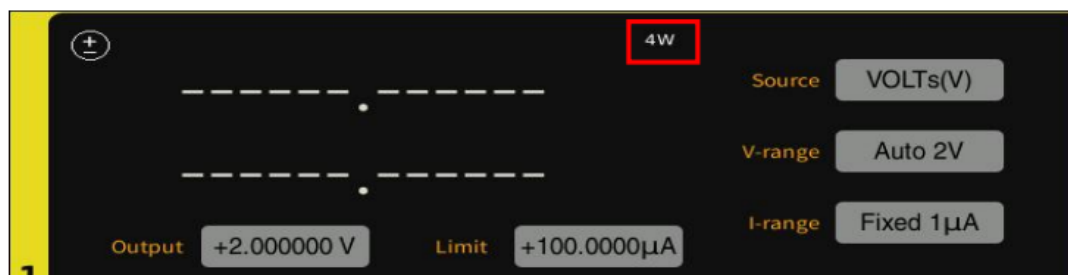 ±
4W
------.------
Source VOLTs(V)
V-range Auto 2V
------.------
I-range Fixed 1µA
Output +2.000000 V Limit +100.0000µA
1